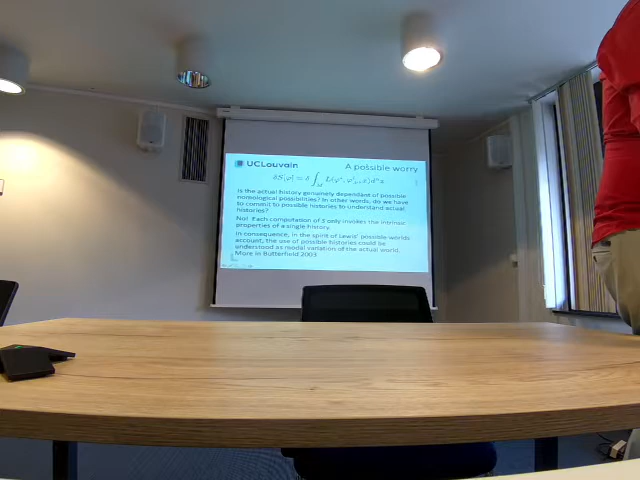 UCLouvain
A possible worry
Is the actual history genuinely dependant of possible
nomological possibilities? In other words, do we have
to commit to possible histories to understand actual
histories?
No! Each computation of S only invokes the intrinsic
properties of a single history.
In consequence, in the spirit of Lewis' possible worlds
account, the use of possible histories could be
understood as modal variation of the actual world.
More in Butterfield 2003